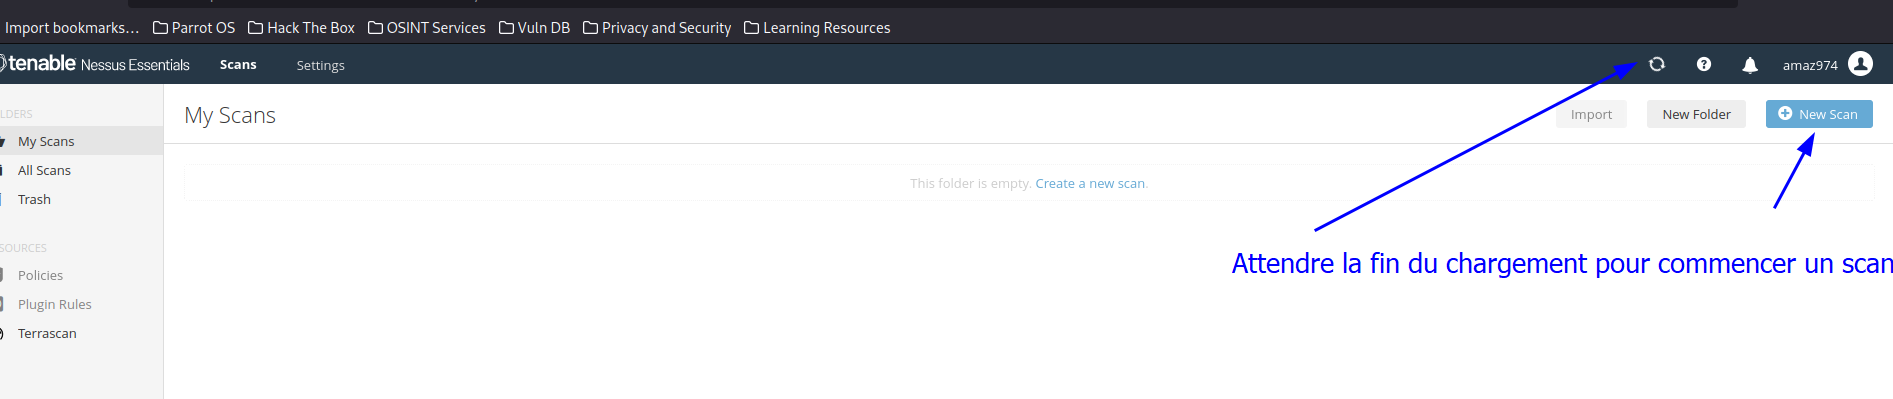 Import bookmarks... Parrot OS Hack The Box OSINT Services Vuln DB Privacy and Security Learning Resources
tenable Nessus Essentials Scans Settings amaz974
LDERS
My Scans Import New Folder New Scan
My Scans
All Scans
This folder is empty. Create a new scan.
Trash
SOURCES
Attendre la fin du chargement pour commencer un scan
Policies
Plugin Rules
Terrascan